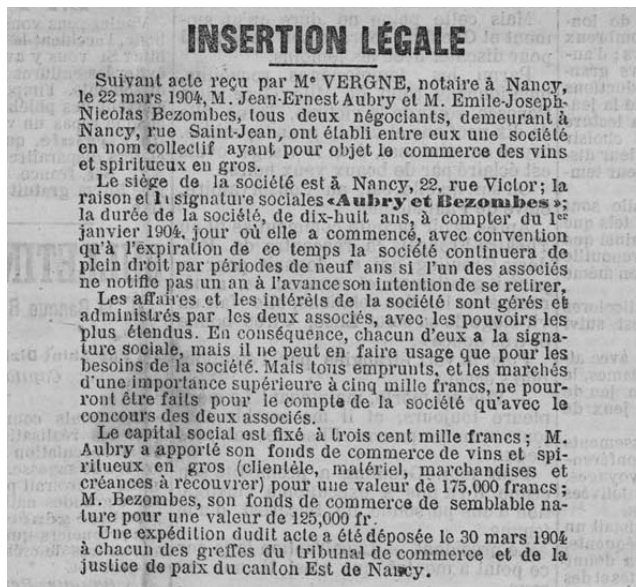 INSERTION LÉGALE
Suivant acte reçu par Mᵉ VERGNE, notaire à Nancy,
le 22 mars 1904, M. Jean-Ernest Aubry et M. Emile-Joseph-
Nicolas Bezombes, tous deux négociants, demeurant à
Nancy, rue Saint-Jean, ont établi entre eux une société
en nom collectif ayant pour objet le commerce des vins
et spiritueux en gros.
Le siège de la société est à Nancy, 22, rue Victor; la
raison et la signature sociales «Aubry et Bezombes»;
la durée de la société, de dix-huit ans, à compter du 1ᵉʳ
janvier 1904, jour où elle a commencé, avec convention
qu'à l'expiration de ce temps la société continuera de
plein droit par périodes de neuf ans si l'un des associés
ne notifie pas un an à l'avance son intention de se retirer.
Les affaires et les intérêts de la société sont gérés et
administrés par les deux associés, avec les pouvoirs les
plus étendus. En conséquence, chacun d'eux a la signa-
ture sociale, mais il ne peut en faire usage que pour les
besoins de la société. Mais tous emprunts, et les marchés
d'une importance supérieure à cinq mille francs, ne pour-
ront être faits pour le compte de la société qu'avec le
concours des deux associés.
Le capital social est fixé à trois cent mille francs; M.
Aubry a apporté son fonds de commerce de vins et spi-
ritueux en gros (clientèle, matériel, marchandises et
créances à recouvrer) pour une valeur de 175,000 francs;
M. Bezombes, son fonds de commerce de semblable na-
ture pour une valeur de 125,000 fr.
Une expédition dudit acte a été déposée le 30 mars 1904
à chacun des greffes du tribunal de commerce et de la
justice de paix du canton Est de Nancy.